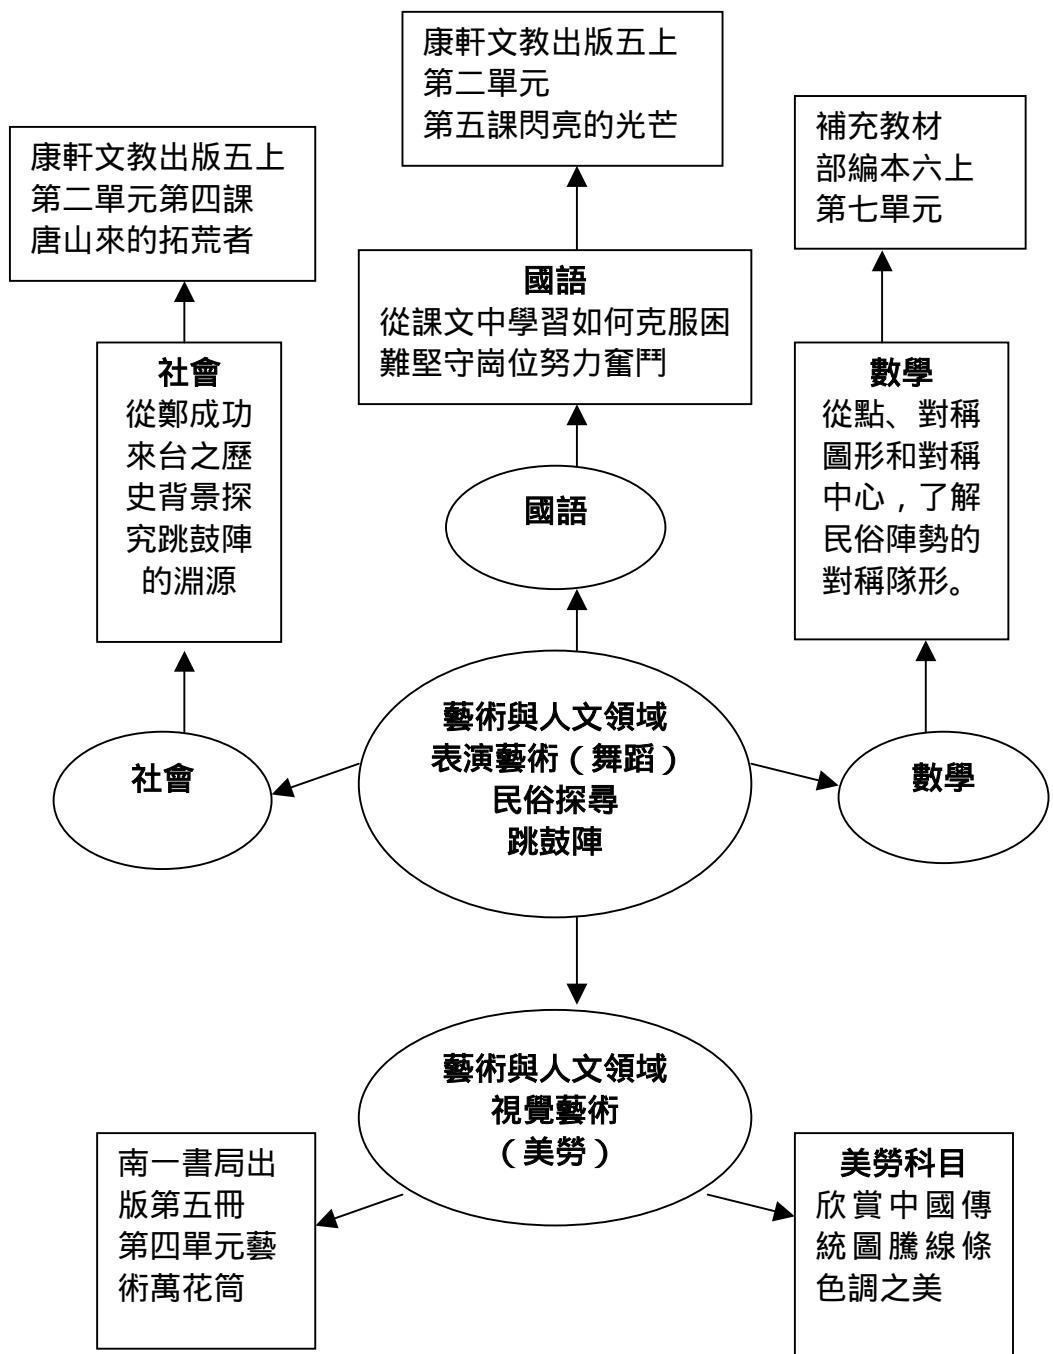 康軒文教出版五上
第二單元
第五課閃亮的光芒
補充教材
部編本六上
第七單元
康軒文教出版五上
第二單元第四課
唐山來的拓荒者
國語
從課文中學習如何克服困
難堅守崗位努力奮鬥
社會
從鄭成功
來台之歷
史背景探
究跳鼓陣
的淵源
數學
從點、對稱
圖形和對稱
中心，了解
民俗陣勢的
對稱隊形。
國語
藝術與人文領域
表演藝術（舞蹈）
民俗探尋
跳鼓陣
社會
數學
藝術與人文領域
視覺藝術
（美勞）
南一書局出
版第五冊
第四單元藝
術萬花筒
美勞科目
欣賞中國傳
統圖騰線條
色調之美